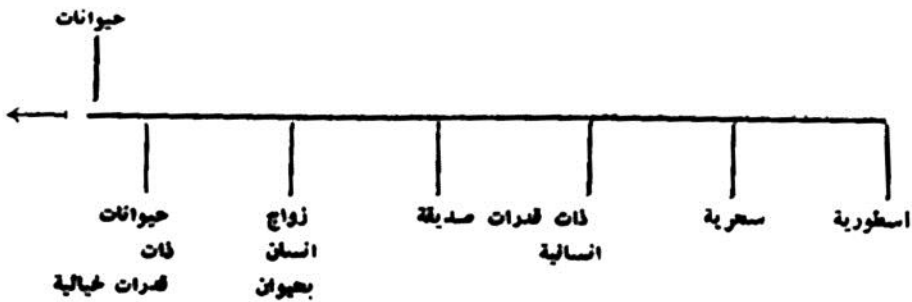 حيوانات
اسطورية
سحرية
ذات قدرات
انسانية
صديقة
زواج
انسان
بحيوان
حيوانات
ذات
قدرات خيالية